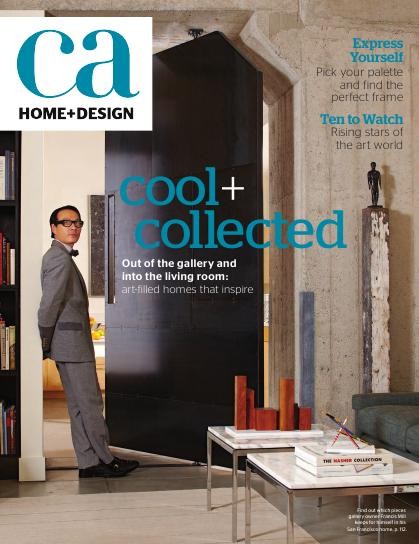 ca
HOME+DESIGN
Express
Yourself
Pick your palette
and find the
perfect frame
Ten to Watch
Rising stars of
the art world
cool+
collected
Out of the gallery and
into the living room:
art-filled homes that inspire
THE NASHER COLLECTION
Find out which pieces
gallery owner Francis Mill
keeps for himself in his
San Francisco home, p. 112.